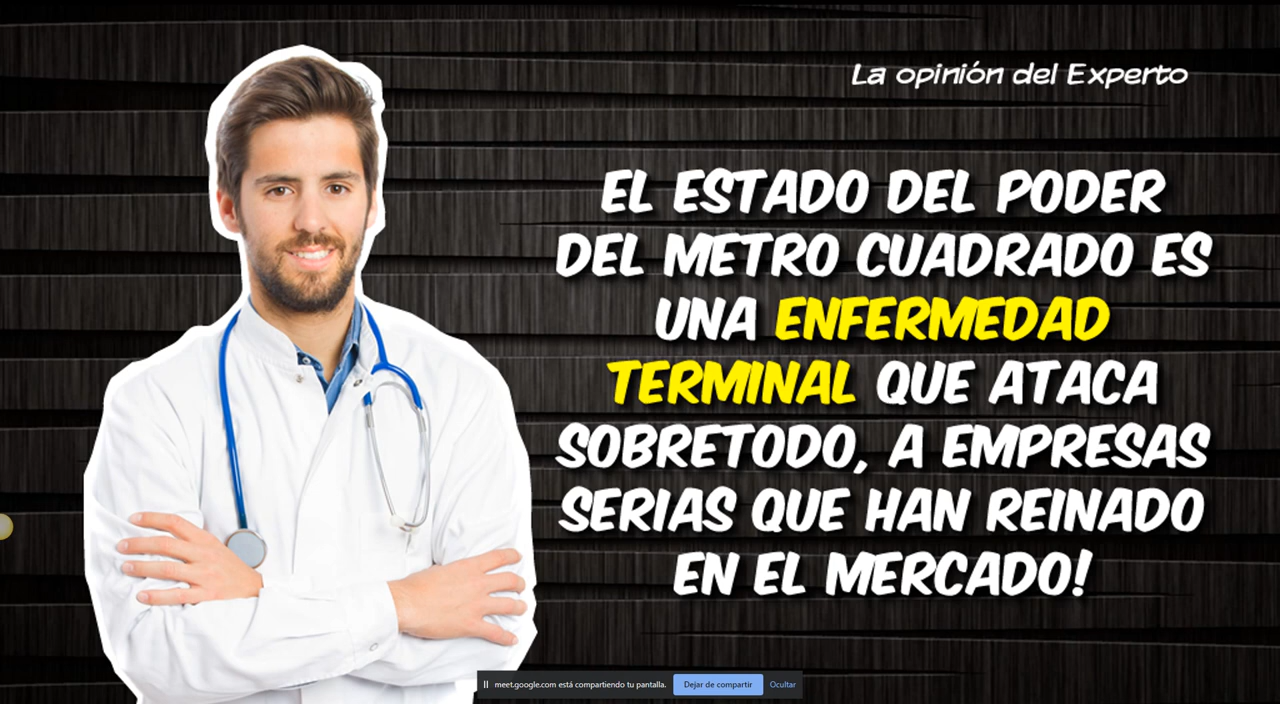 La opinión del Experto
EL ESTADO DEL PODER
DEL METRO CUADRADO ES
UNA ENFERMEDAD
TERMINAL QUE ATACA
SOBRETODO, A EMPRESAS
SERIAS QUE HAN REINADO
EN EL MERCADO!
meet.google.com está compartiendo tu pantalla. Dejar de compartir Ocultar